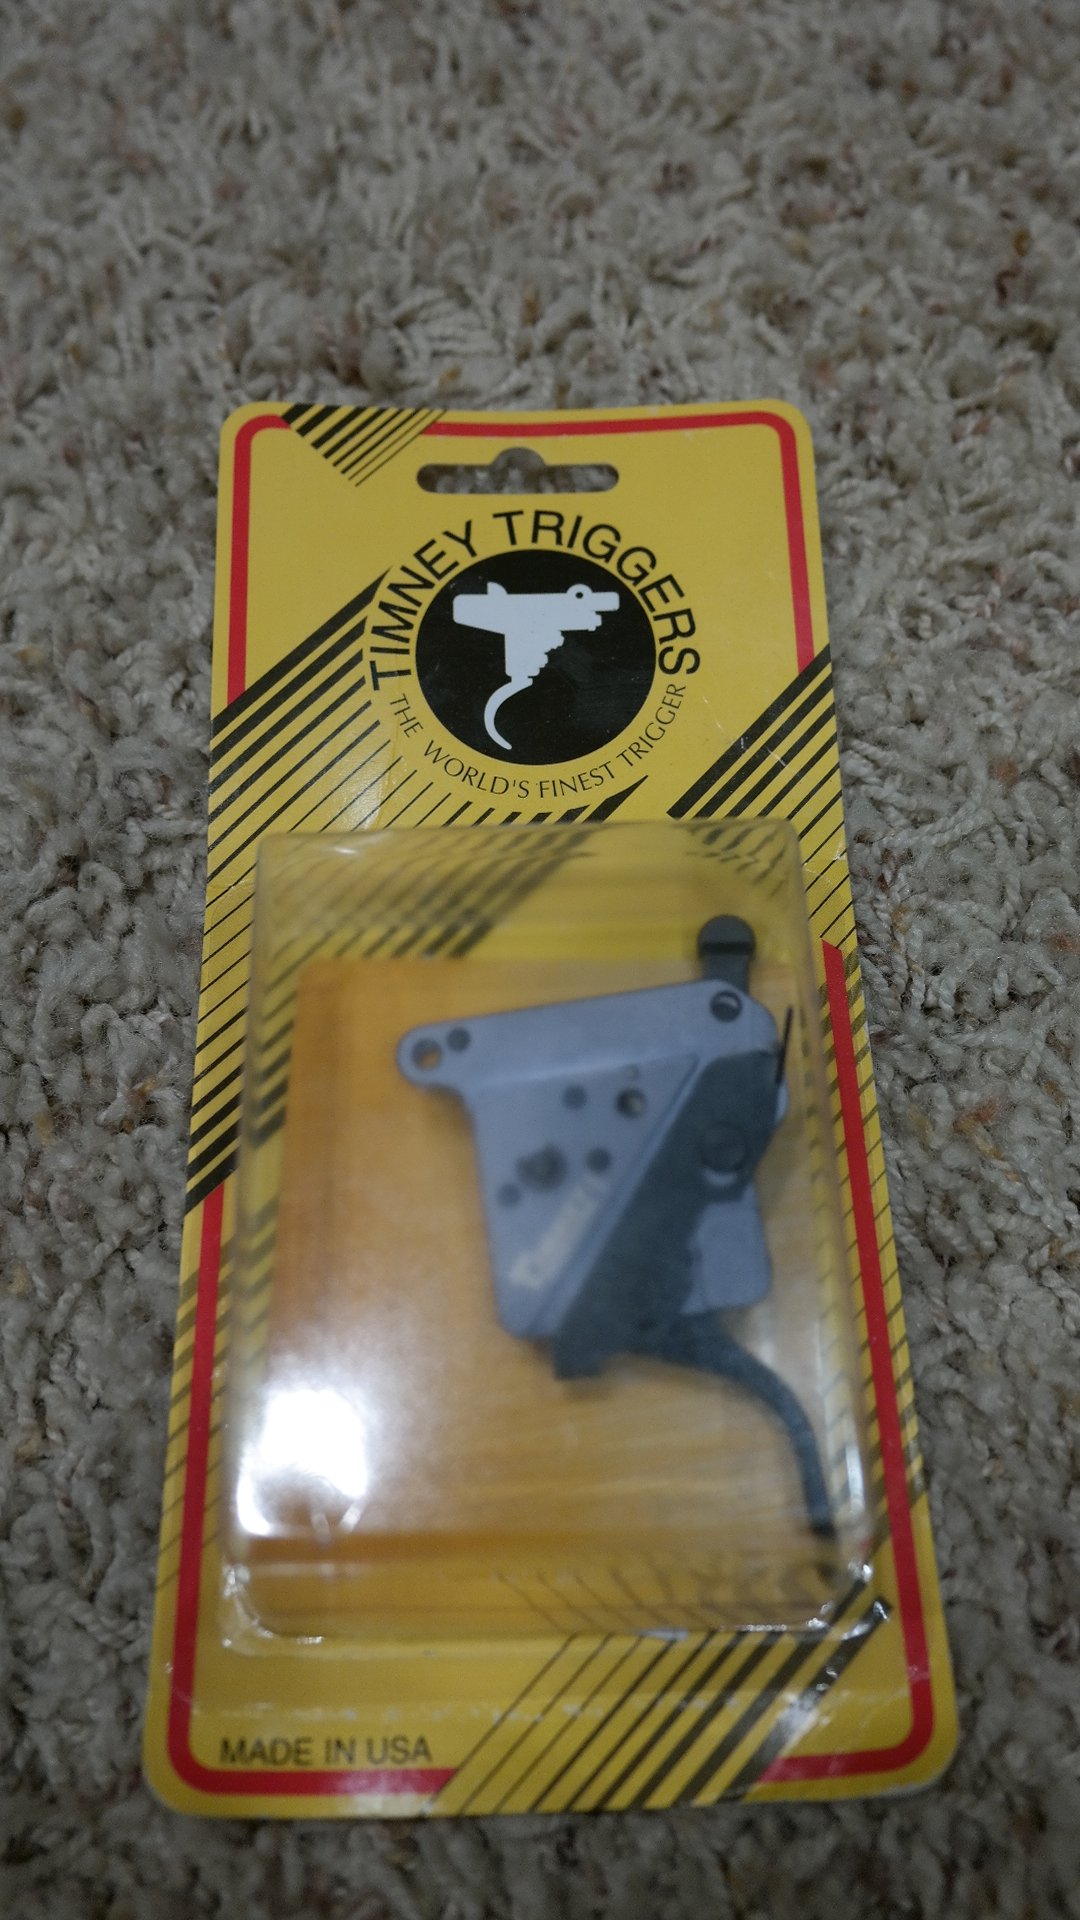 TIMNEY TRIGGERS
THE WORLD'S FINEST TRIGGER
MADE IN USA